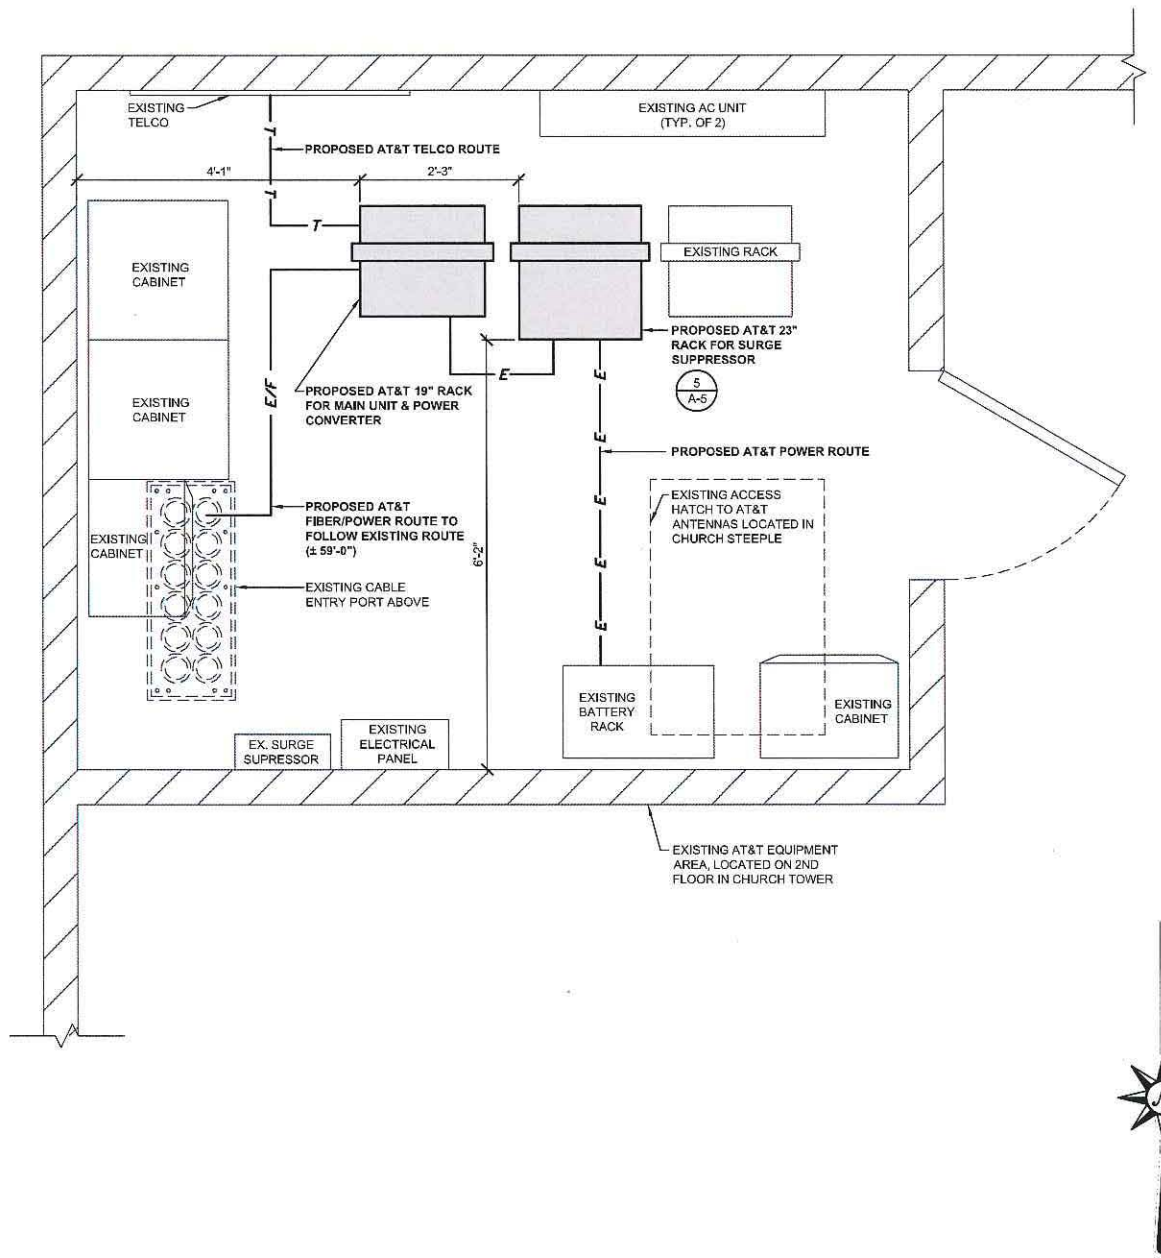 EXISTING
TELCO
EXISTING AC UNIT
(TYP. OF 2)
T
PROPOSED AT&T TELCO ROUTE
4'-1"
2'-3"
T
T
EXISTING
CABINET
EXISTING RACK
PROPOSED AT&T 23"
RACK FOR SURGE
SUPPRESSOR
5
A-5
E
E
E/F
PROPOSED AT&T 19" RACK
FOR MAIN UNIT & POWER
CONVERTER
EXISTING
CABINET
E
PROPOSED AT&T POWER ROUTE
E
EXISTING ACCESS
HATCH TO AT&T
ANTENNAS LOCATED IN
CHURCH STEEPLE
PROPOSED AT&T
FIBER/POWER ROUTE TO
FOLLOW EXISTING ROUTE
(± 59'-0")
EXISTING
CABINET
6'-2"
E
EXISTING CABLE
ENTRY PORT ABOVE
E
EXISTING
BATTERY
RACK
EXISTING
CABINET
EX. SURGE
SUPRESSOR
EXISTING
ELECTRICAL
PANEL
EXISTING AT&T EQUIPMENT
AREA, LOCATED ON 2ND
FLOOR IN CHURCH TOWER